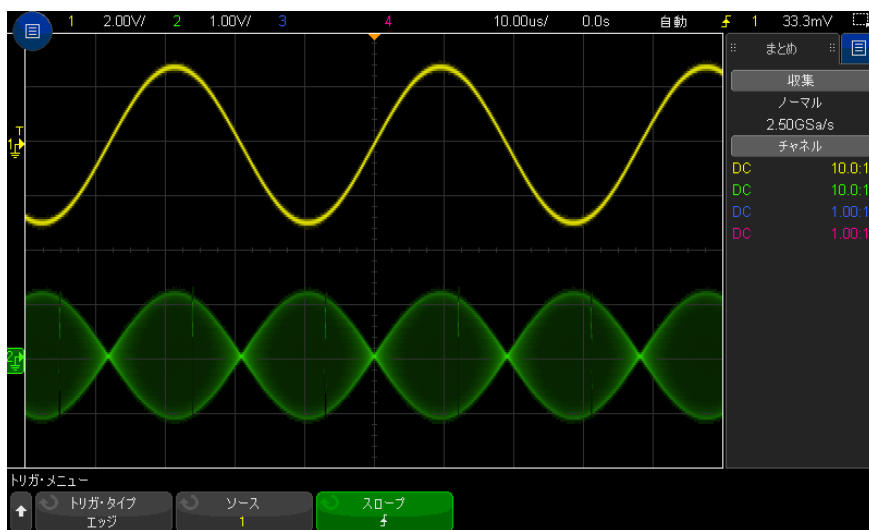 1 2.00V/ 2 1.00V/ 3 4 10.00us/ 0.0s 自動 1 33.3mV
まとめ
収集
ノーマル
2.50GSa/s
チャネル
DC 10.0:1
DC 10.0:1
DC 1.00:1
DC 1.00:1
T
1
2
トリガ・メニュー
トリガ・タイプ
エッジ
ソース
1
スロープ